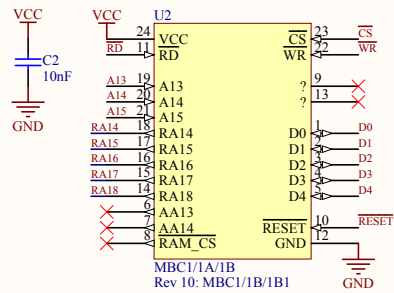 VCC
C2
10nF
GND
U2
VCC 24 VCC 23 CS CS
RD 11 RD 22 WR WR
A13 19 A13 9 ?
A14 20 A14 13 ?
A15 21 A15
RA14 18 RA14 1 D0 D0
RA15 17 RA15 2 D1 D1
RA16 16 RA16 3 D2 D2
RA17 15 RA17 4 D3 D3
RA18 14 RA18 5 D4 D4
6 AA13
7 AA14 10 RESET RESET
8 RAM_CS 12 GND
GND
MBC1/1A/1B
Rev 10: MBC1/1B/1B1